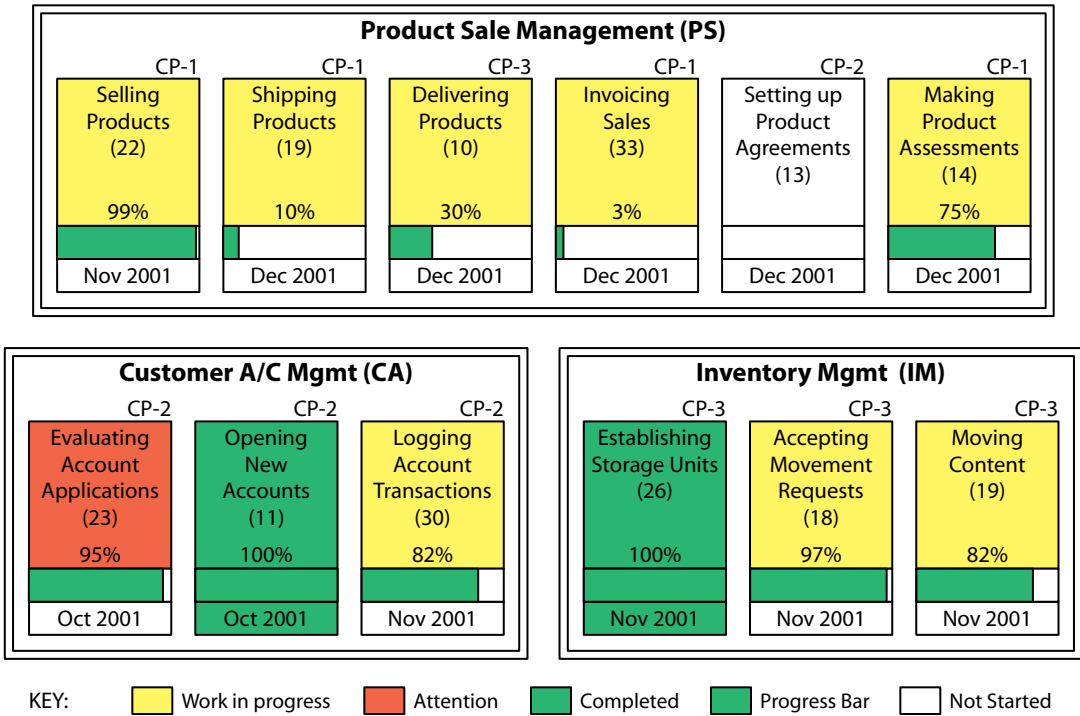 Product Sale Management (PS)
CP-1
Selling
Products
(22)
99%
Nov 2001
CP-1
Shipping
Products
(19)
10%
Dec 2001
CP-3
Delivering
Products
(10)
30%
Dec 2001
CP-1
Invoicing
Sales
(33)
3%
Dec 2001
CP-2
Setting up
Product
Agreements
(13)
Dec 2001
CP-1
Making
Product
Assessments
(14)
75%
Dec 2001
Customer A/C Mgmt (CA)
CP-2
Evaluating
Account
Applications
(23)
95%
Oct 2001
CP-2
Opening
New
Accounts
(11)
100%
Oct 2001
CP-2
Logging
Account
Transactions
(30)
82%
Nov 2001
Inventory Mgmt (IM)
CP-3
Establishing
Storage Units
(26)
100%
Nov 2001
CP-3
Accepting
Movement
Requests
(18)
97%
Nov 2001
CP-3
Moving
Content
(19)
82%
Nov 2001
KEY:
Work in progress
Attention
Completed
Progress Bar
Not Started